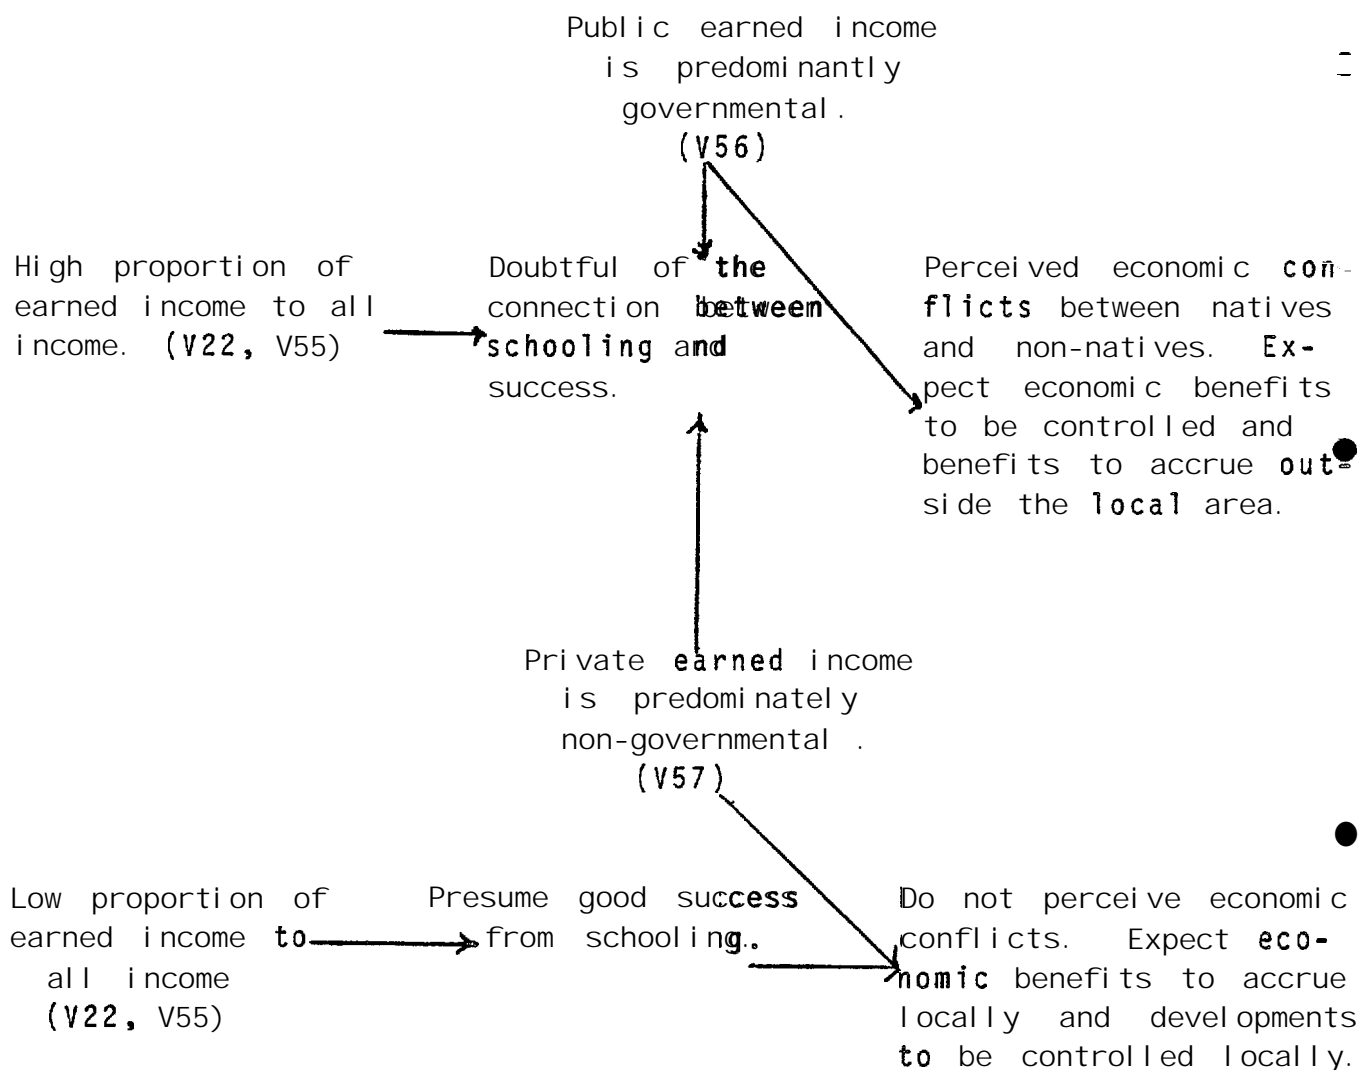 Public earned income
is predominantly
governmental.
(V56)
High proportion of
earned income to all
income. (V22, V55)
Doubtful of the
connection between
schooling and
success.
Perceived economic con-
flicts between natives
and non-natives. Ex-
pect economic benefits
to be controlled and
benefits to accrue out-
side the local area.
Private earned income
is predominately
non-governmental.
(V57)
Low proportion of
earned income to
all income
(V22, V55)
Presume good success
from schooling.
Do not perceive economic
conflicts. Expect eco-
nomic benefits to accrue
locally and developments
to be controlled locally.